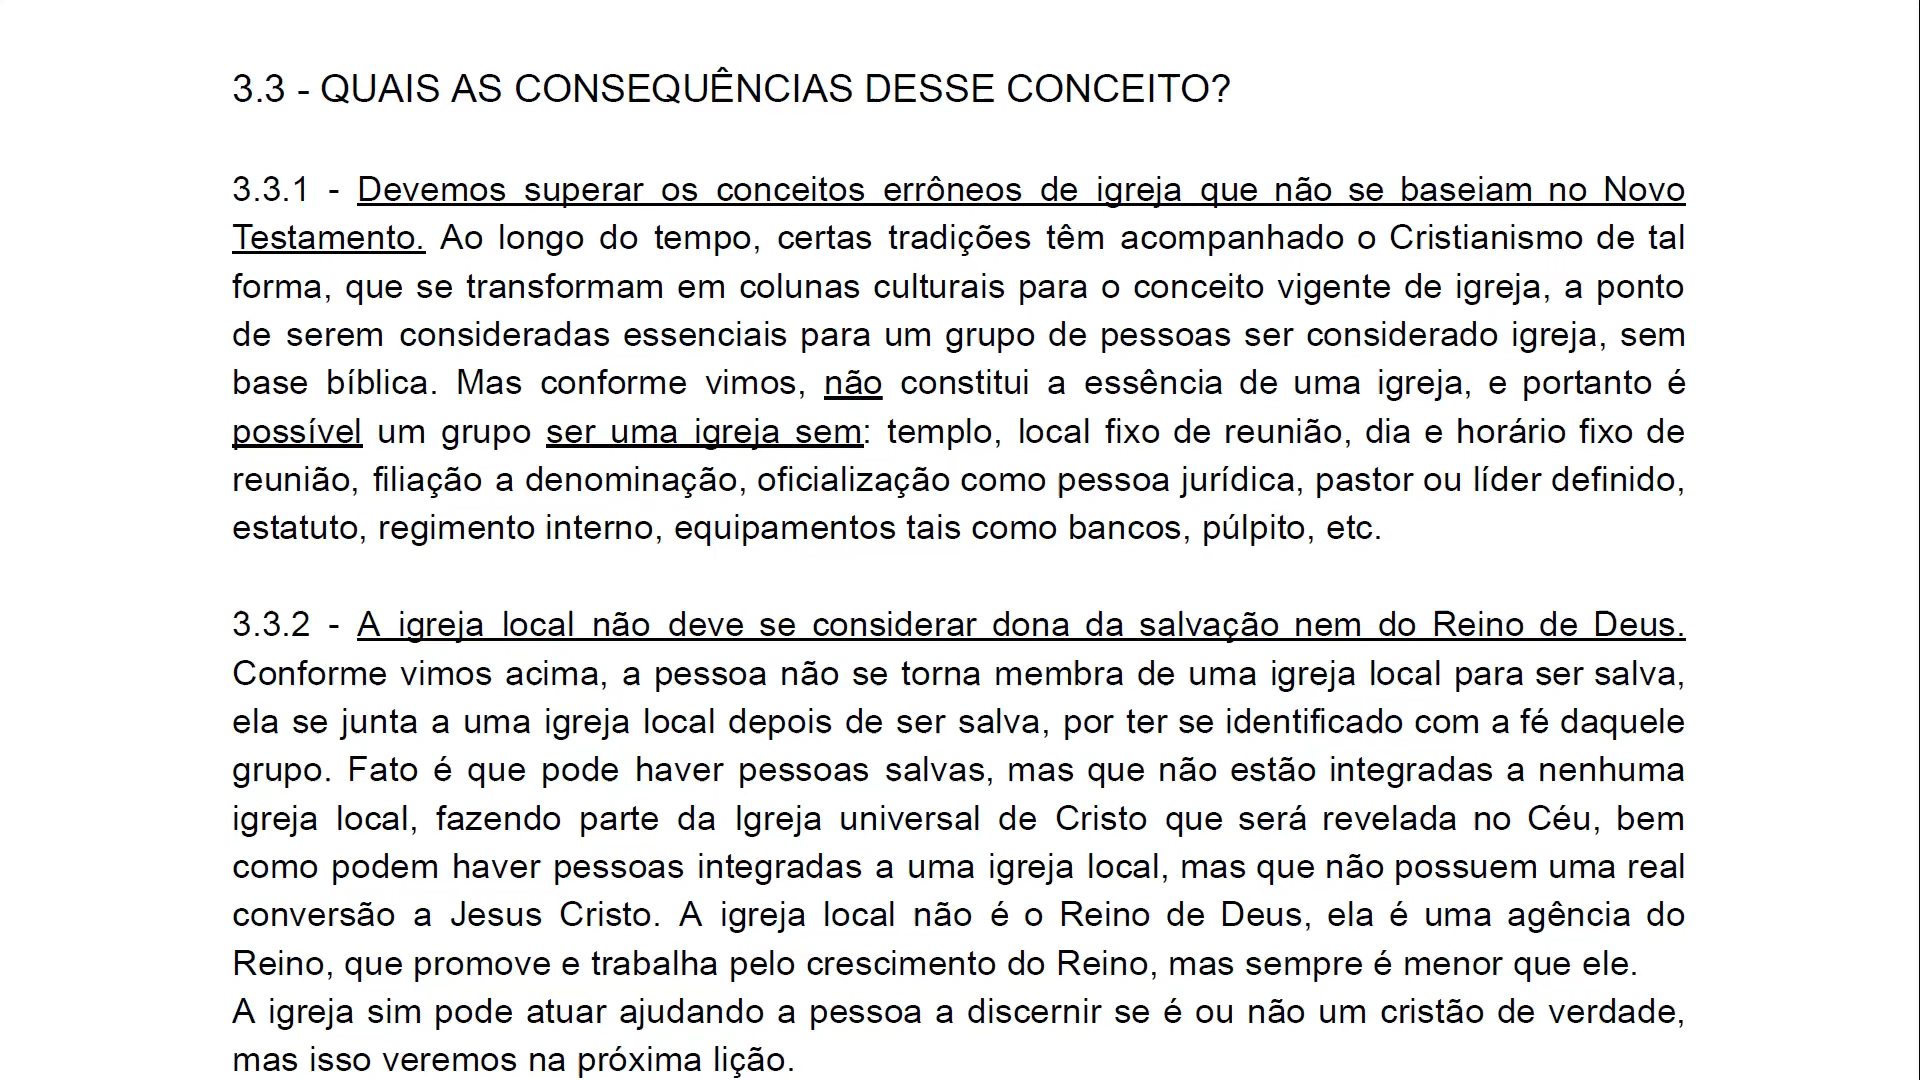 3.3 - QUAIS AS CONSEQUÊNCIAS DESSE CONCEITO?
3.3.1 - Devemos superar os conceitos errôneos de igreja que não se baseiam no Novo
Testamento. Ao longo do tempo, certas tradições têm acompanhado o Cristianismo de tal
forma, que se transformam em colunas culturais para o conceito vigente de igreja, a ponto
de serem consideradas essenciais para um grupo de pessoas ser considerado igreja, sem
base bíblica. Mas conforme vimos, não constitui a essência de uma igreja, e portanto é
possível um grupo ser uma igreja sem: templo, local fixo de reunião, dia e horário fixo de
reunião, filiação a denominação, oficialização como pessoa jurídica, pastor ou líder definido,
estatuto, regimento interno, equipamentos tais como bancos, púlpito, etc.
3.3.2 - A igreja local não deve se considerar dona da salvação nem do Reino de Deus.
Conforme vimos acima, a pessoa não se torna membra de uma igreja local para ser salva,
ela se junta a uma igreja local depois de ser salva, por ter se identificado com a fé daquele
grupo. Fato é que pode haver pessoas salvas, mas que não estão integradas a nenhuma
igreja local, fazendo parte da Igreja universal de Cristo que será revelada no Céu, bem
como podem haver pessoas integradas a uma igreja local, mas que não possuem uma real
conversão a Jesus Cristo. A igreja local não é o Reino de Deus, ela é uma agência do
Reino, que promove e trabalha pelo crescimento do Reino, mas sempre é menor que ele.
A igreja sim pode atuar ajudando a pessoa a discernir se é ou não um cristão de verdade,
mas isso veremos na próxima lição.